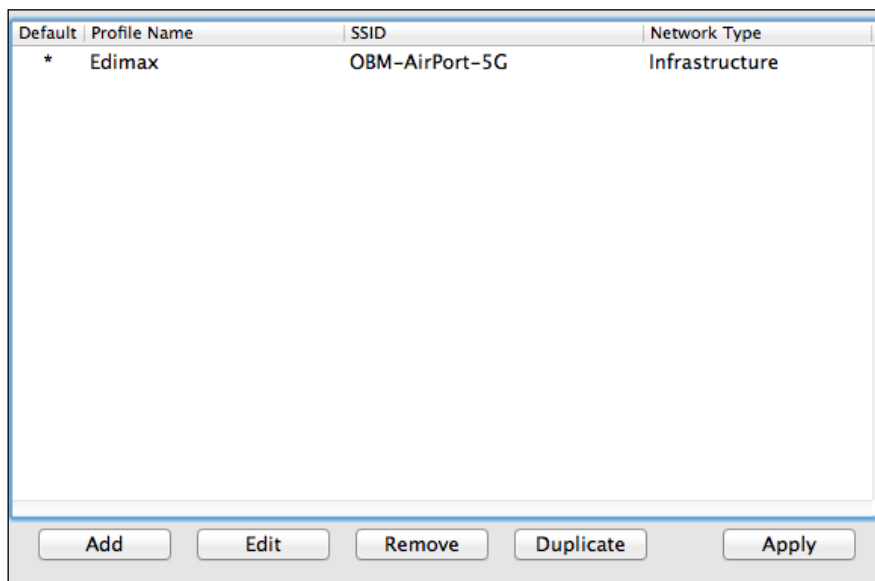 Default Profile Name SSID Network Type
* Edimax OBM-AirPort-5G Infrastructure
Add Edit Remove Duplicate Apply